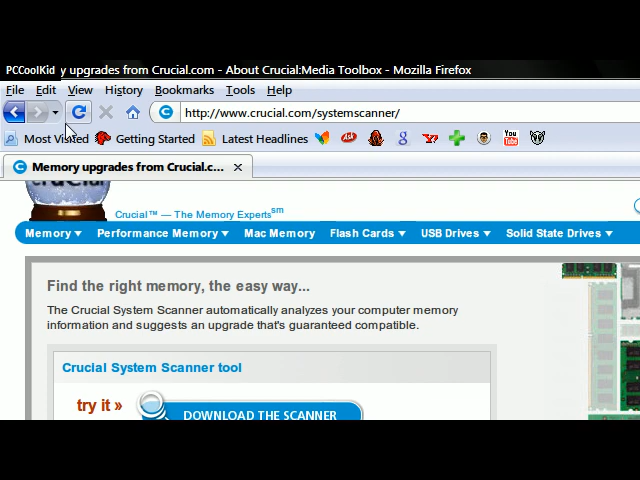 PCCoolKid y upgrades from Crucial.com - About Crucial:Media Toolbox - Mozilla Firefox
File Edit View History Bookmarks Tools Help
http://www.crucial.com/systemscanner/
Most Visited Getting Started Latest Headlines You Tube
Memory upgrades from Crucial.c...
crucial
Crucial™ — The Memory Experts℠
Memory Performance Memory Mac Memory Flash Cards USB Drives Solid State Drives
Find the right memory, the easy way...
The Crucial System Scanner automatically analyzes your computer memory
information and suggests an upgrade that's guaranteed compatible.
Crucial System Scanner tool
try it »
DOWNLOAD THE SCANNER